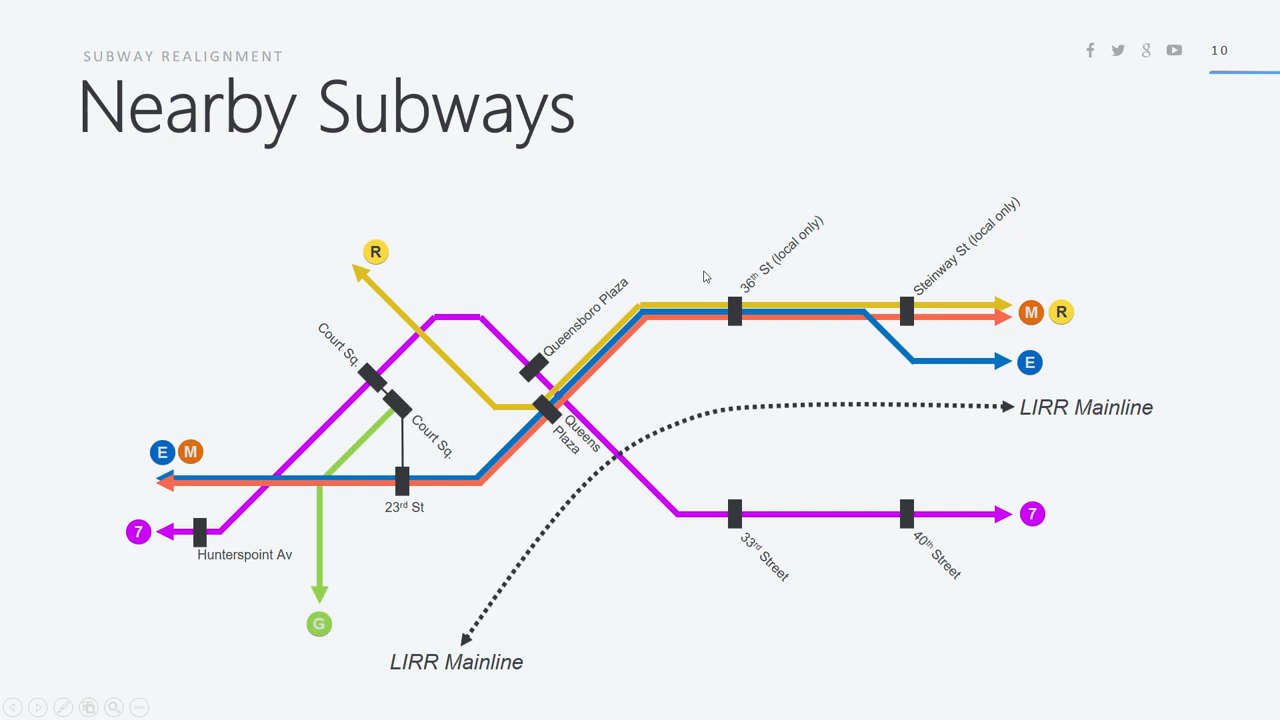 SUBWAY REALIGNMENT
10
Nearby Subways
R
Court Sq.
Queensboro Plaza
36th St (local only)
Steinway St (local only)
M R
E
LIRR Mainline
Court Sq.
Queens
Plaza
E M
23rd St
7
Hunterspoint Av
33rd Street
40th Street
7
G
LIRR Mainline